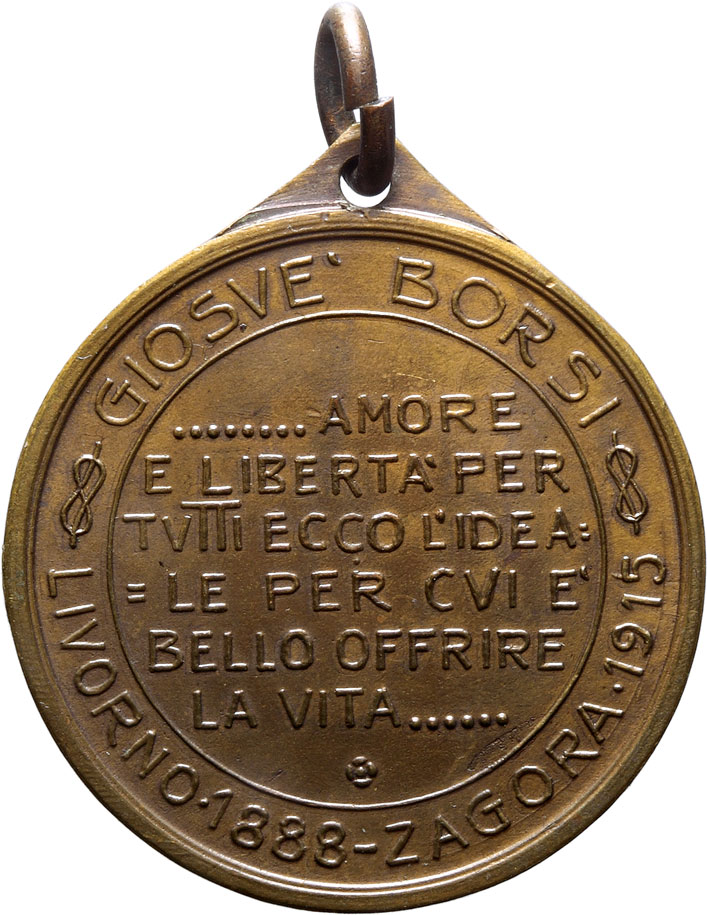 GIOSVE' BORSI
........ AMORE
E LIBERTA' PER
TVTTI ECCO L'IDEA=
=LE PER CVI E'
BELLO OFFRIRE
LA VITA......
LIVORNO·1888-ZAGORA·1915